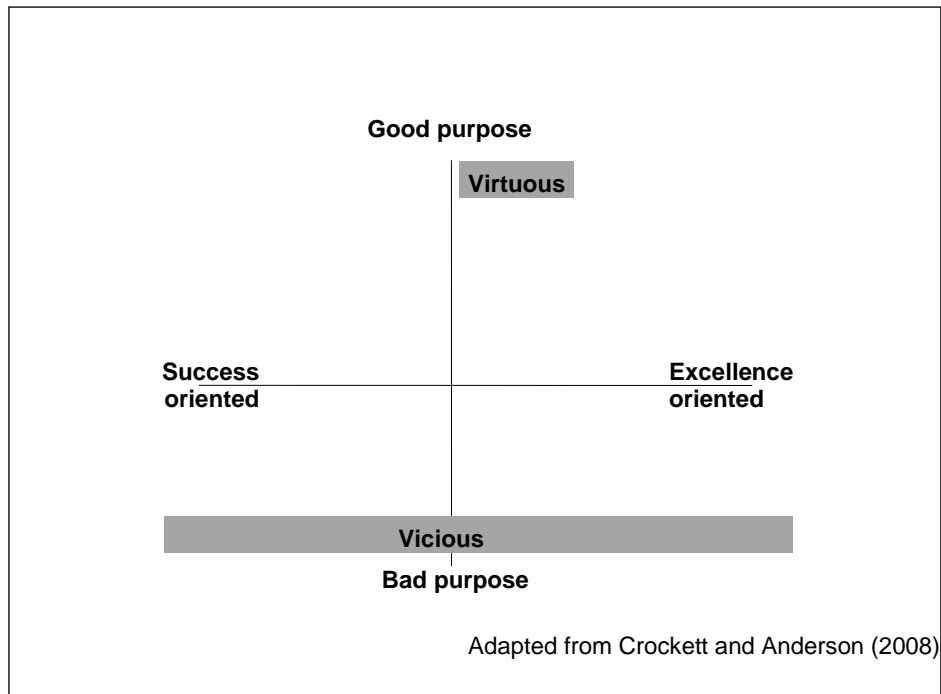 Good purpose
Virtuous
Success
oriented
Excellence
oriented
Vicious
Bad purpose
Adapted from Crockett and Anderson (2008)